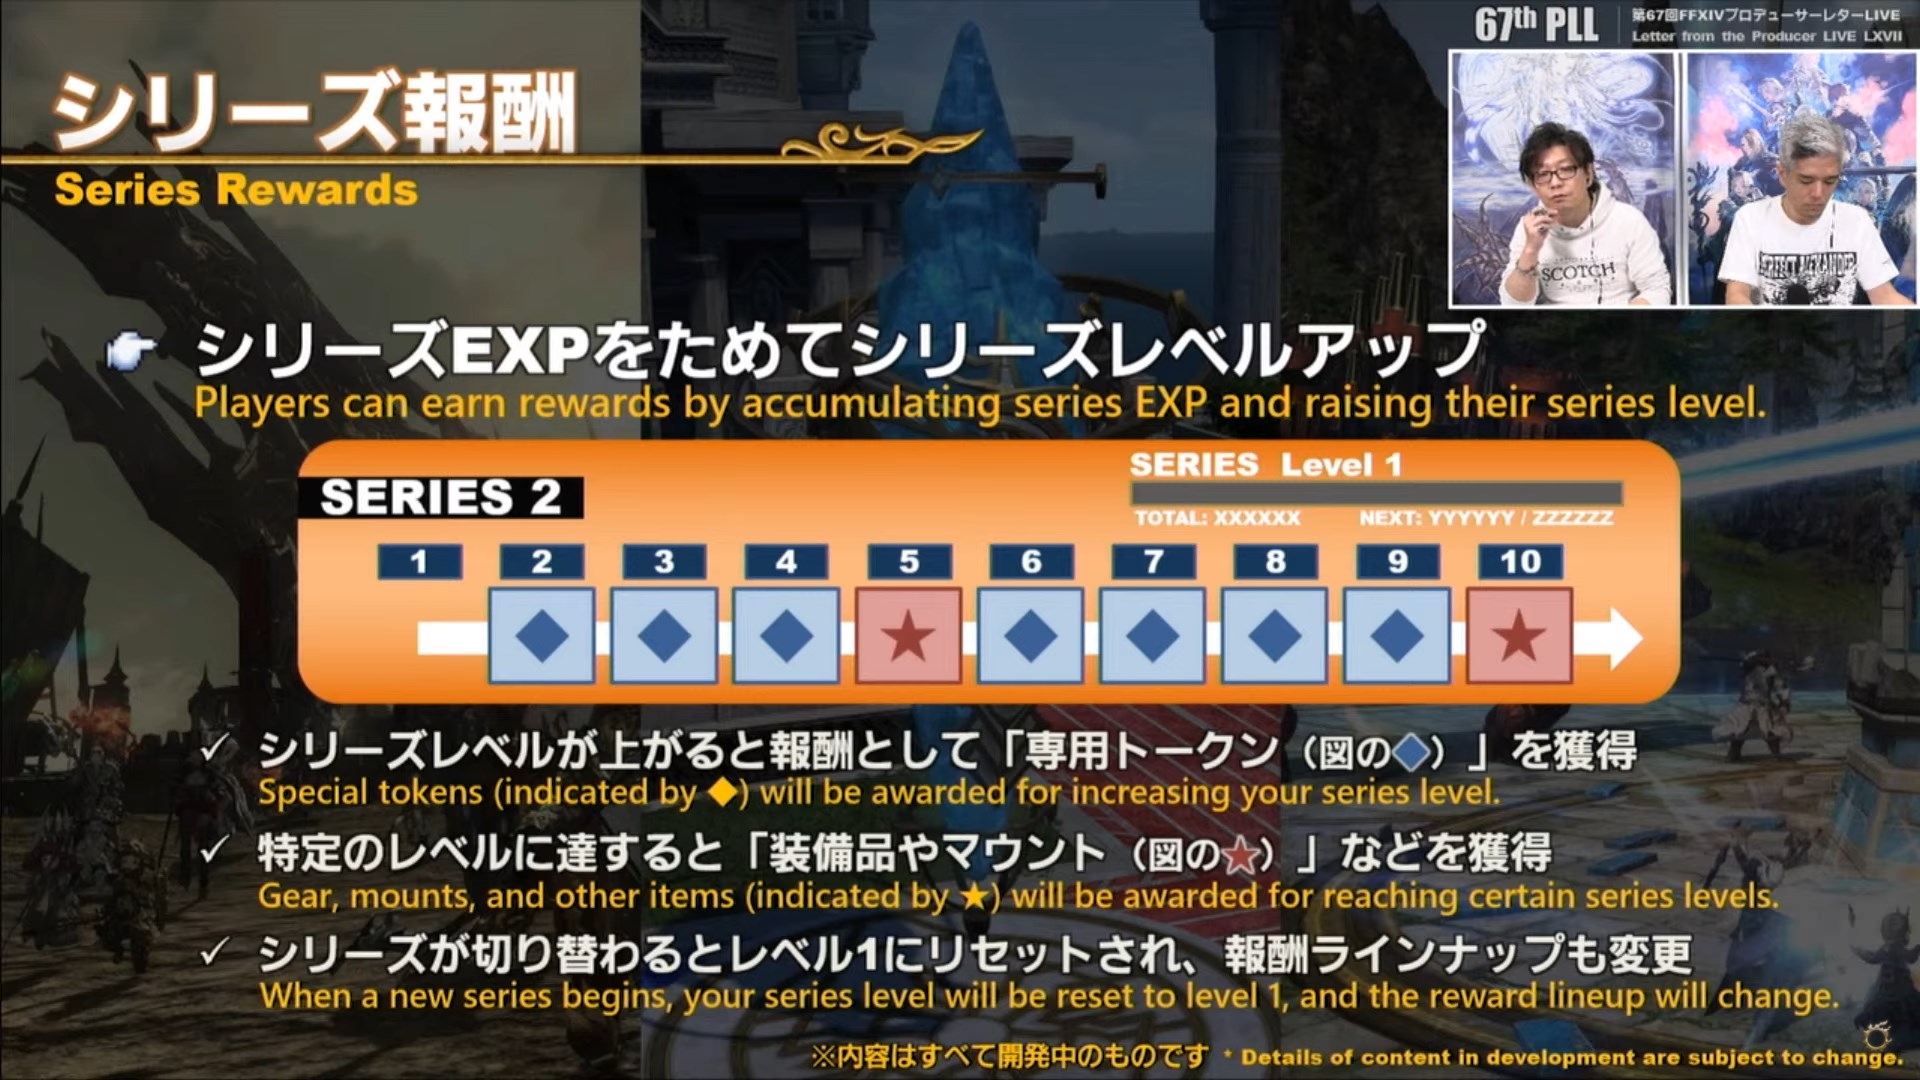 67th PLL
第67回FFXIVプロデューサーレターLIVE
Letter from the Producer LIVE LXVII
シリーズ報酬
Series Rewards
SCOTCH
PERFECT ALEXANDER
シリーズEXPをためてシリーズレベルアップ
Players can earn rewards by accumulating series EXP and raising their series level.
SERIES Level 1
SERIES 2
TOTAL: XXXXXX NEXT: YYYYYY / ZZZZZZ
1 2 3 4 5 6 7 8 9 10
✓ シリーズレベルが上がると報酬として「専用トークン（図の◆）」を獲得
Special tokens (indicated by ◆) will be awarded for increasing your series level.
✓ 特定のレベルに達すると「装備品やマウント（図の★）」などを獲得
Gear, mounts, and other items (indicated by ★) will be awarded for reaching certain series levels.
✓ シリーズが切り替わるとレベル1にリセットされ、報酬ラインナップも変更
When a new series begins, your series level will be reset to level 1, and the reward lineup will change.
※内容はすべて開発中のものです * Details of content in development are subject to change.